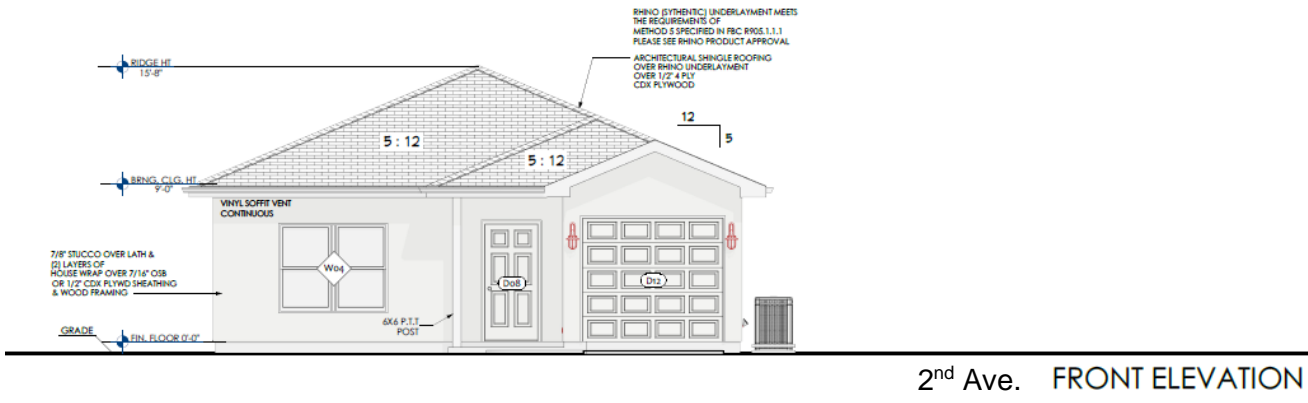 RHINO (SYTHENTIC) UNDERLAYMENT MEETS
THE REQUIREMENTS OF
METHOD 5 SPECIFIED IN FBC R905.1.1.1
PLEASE SEE RHINO PRODUCT APPROVAL
ARCHITECTURAL SHINGLE ROOFING
OVER RHINO UNDERLAYMENT
OVER 1/2" 4 PLY
CDX PLYWOOD
RIDGE HT
15'-8"
12
5
5 : 12
5 : 12
BRNG. CLG. HT.
9'-0"
VINYL SOFFIT VENT
CONTINUOUS
7/8" STUCCO OVER LATH &
(2) LAYERS OF
HOUSE WRAP OVER 7/16" OSB
OR 1/2" CDX PLYWD SHEATHING
& WOOD FRAMING
W04
D08
D12
6X6 P.T.T
POST
GRADE
FIN. FLOOR 0'-0"
2nd Ave. FRONT ELEVATION